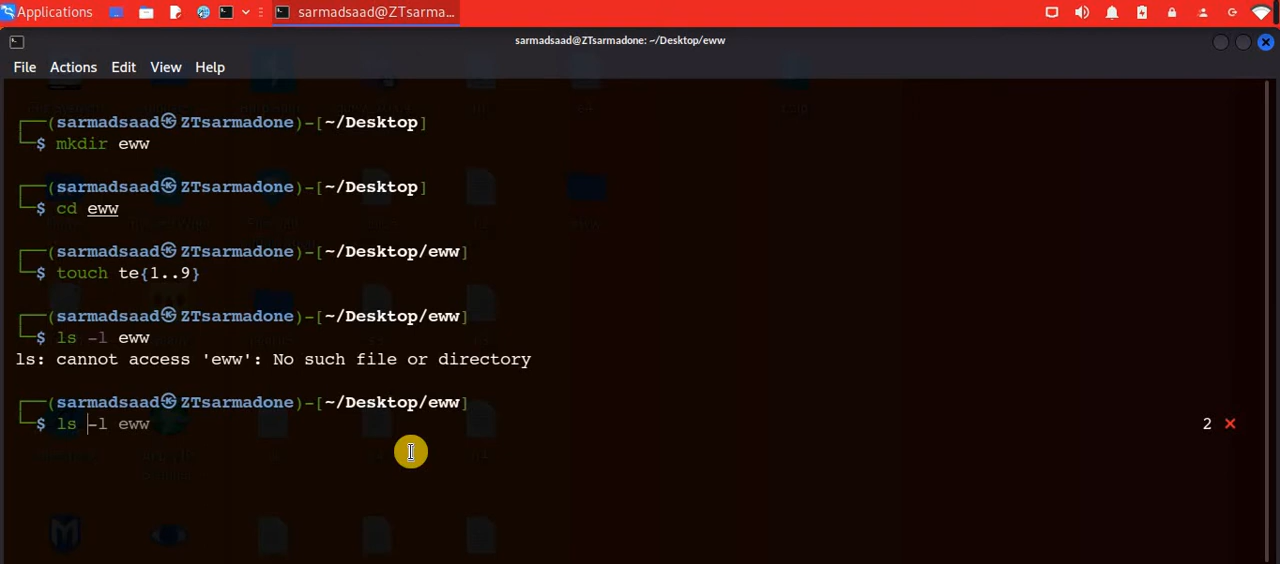 Applications
sarmadsaad@ZTsarma...
sarmadsaad@ZTsarmadone: ~/Desktop/eww
File Actions Edit View Help
┌──(sarmadsaad㉿ZTsarmadone)-[~/Desktop]
└─$ mkdir eww
┌──(sarmadsaad㉿ZTsarmadone)-[~/Desktop]
└─$ cd eww
┌──(sarmadsaad㉿ZTsarmadone)-[~/Desktop/eww]
└─$ touch te{1..9}
┌──(sarmadsaad㉿ZTsarmadone)-[~/Desktop/eww]
└─$ ls -l eww
ls: cannot access 'eww': No such file or directory
┌──(sarmadsaad㉿ZTsarmadone)-[~/Desktop/eww]
└─$ ls -l eww 2 ✕